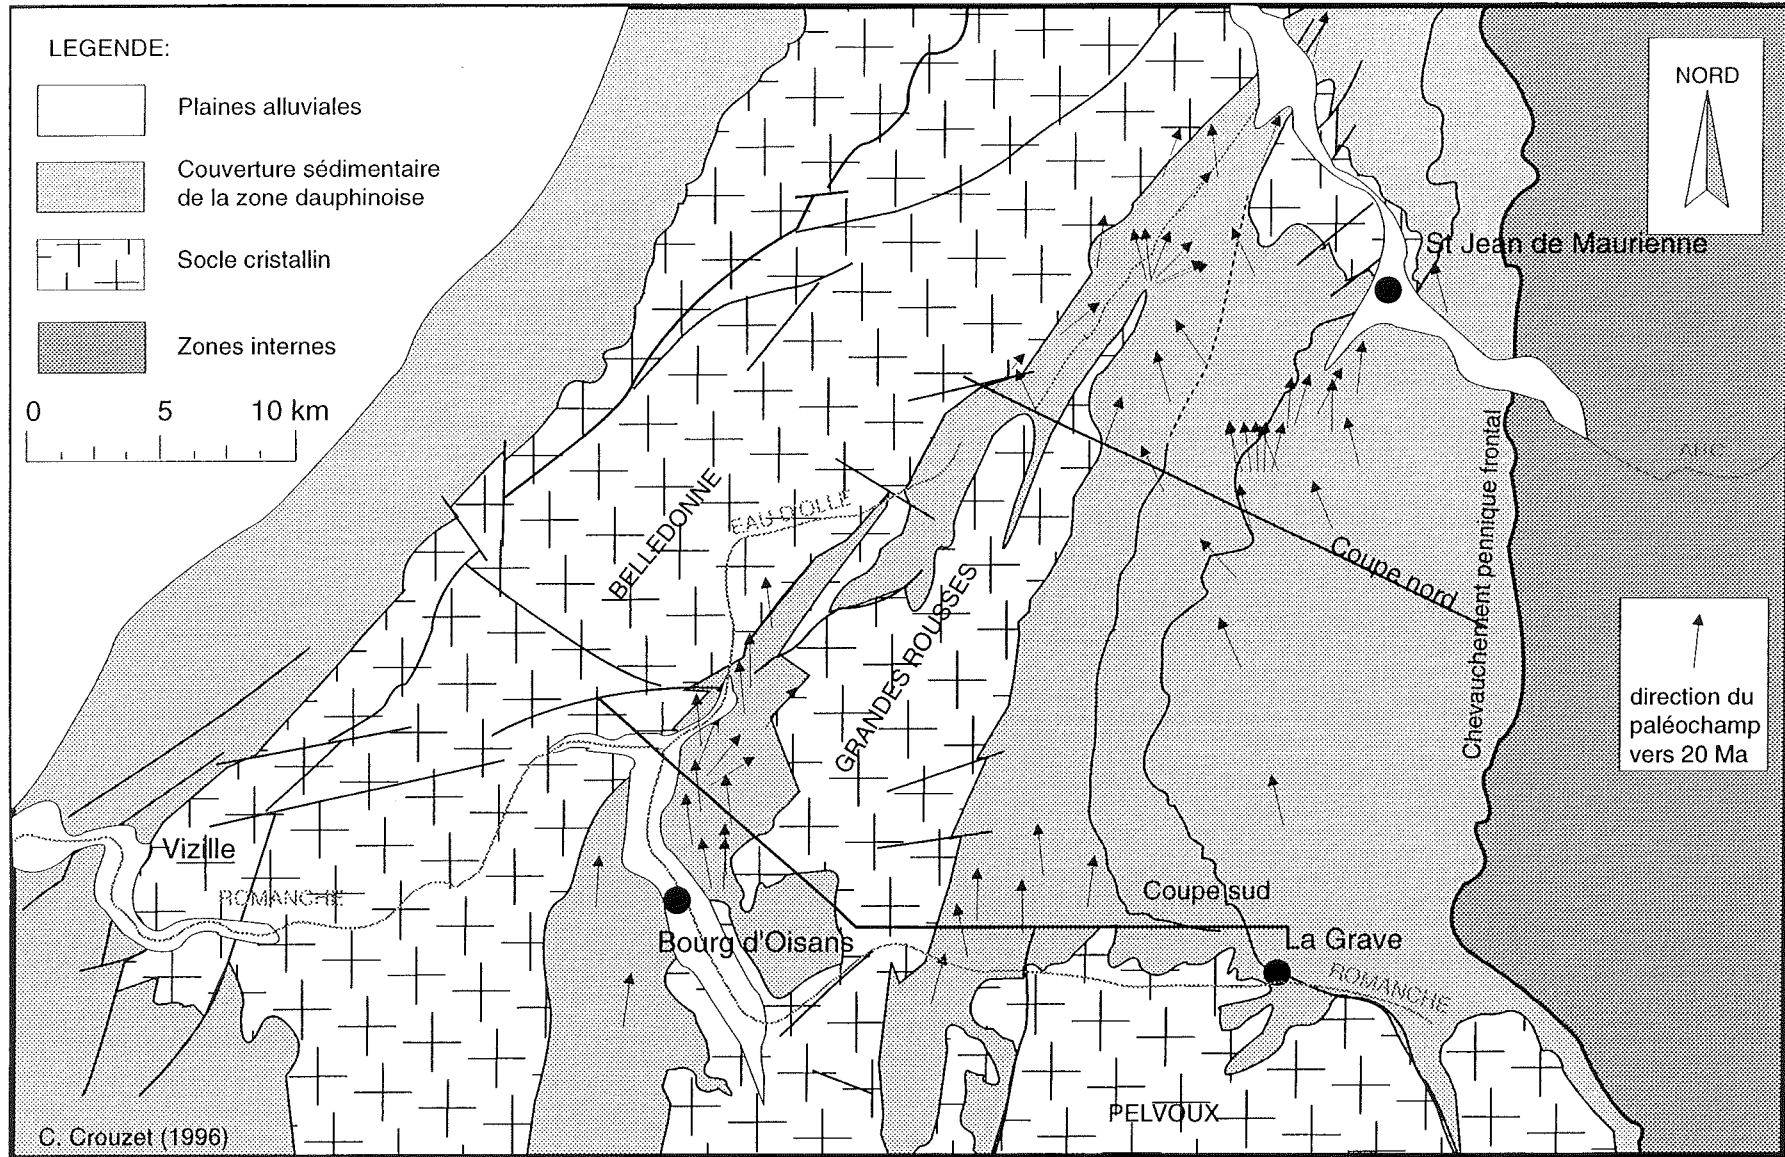 LEGENDE:
Plaines alluviales
Couverture sédimentaire
de la zone dauphinoise
Socle cristallin
Zones internes
0 5 10 km
NORD
St Jean de Maurienne
ARC
Chevauchement pennique frontal
BELLEDONNE
EAU D'OLLE
Coupe nord
GRANDES ROUSSES
direction du
paléochamp
vers 20 Ma
Vizille
ROMANCHE
Coupe sud
Bourg d'Oisans
La Grave
ROMANCHE
PELVOUX
C. Crouzet (1996)